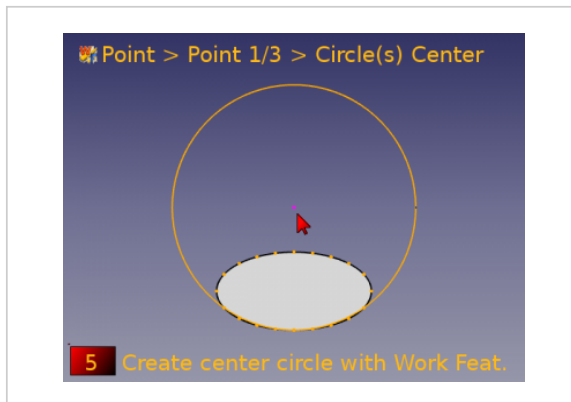 Point > Point 1/3 > Circle(s) Center
5 Create center circle with Work Feat.